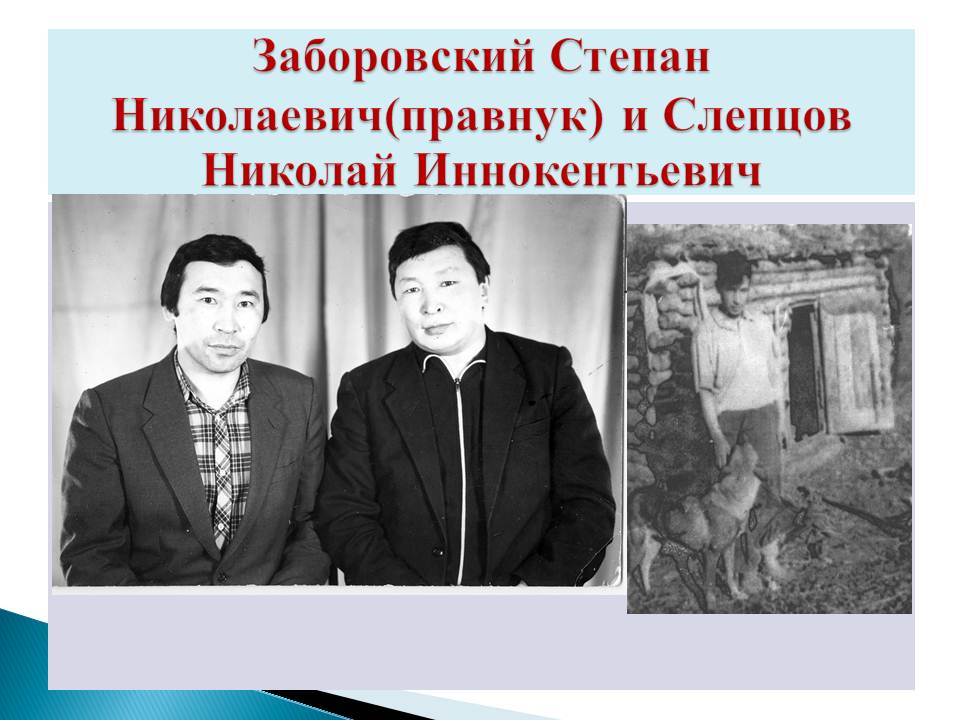 Заборовский Степан
Николаевич(правнук) и Слепцов
Николай Иннокентьевич